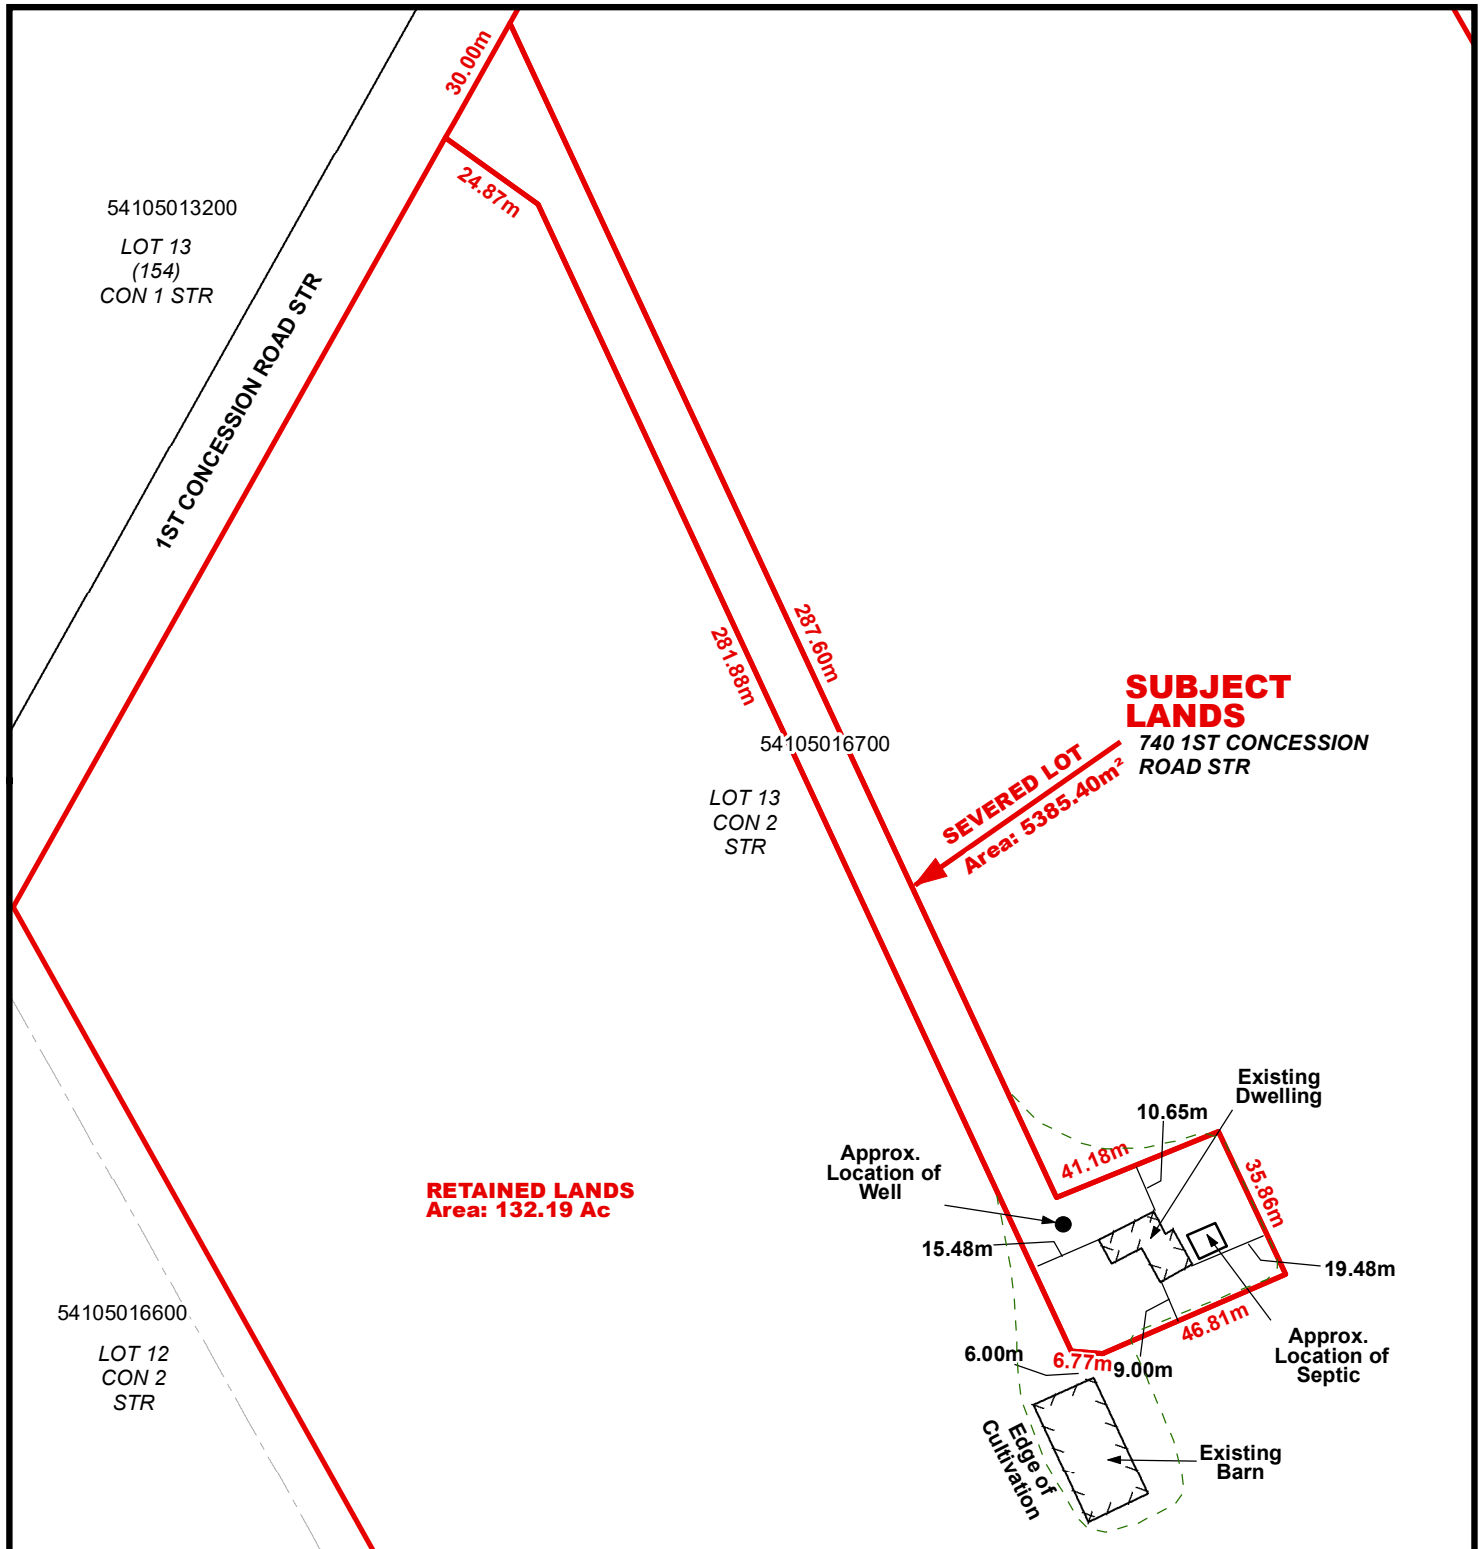 30.00m
24.87m
54105013200
LOT 13
(154)
CON 1 STR
1ST CONCESSION ROAD STR
287.60m
281.88m
SUBJECT
LANDS
740 1ST CONCESSION
ROAD STR
54105016700
LOT 13
CON 2
STR
SEVERED LOT
Area: 5385.40m²
Existing
Dwelling
10.65m
41.18m
35.86m
Approx.
Location of
Well
RETAINED LANDS
Area: 132.19 Ac
15.48m
19.48m
54105016600
LOT 12
CON 2
STR
46.81m
Approx.
Location of
Septic
6.00m
6.77m
9.00m
Edge of
Cultivation
Existing
Barn